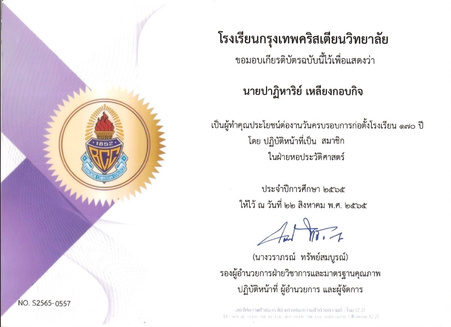 โรงเรียนกรุงเทพคริสเตียนวิทยาลัย
ขอมอบเกียรติบัตรฉบับนี้ไว้เพื่อแสดงว่า
นายปาฏิหาริย์ เหลียงกอบกิจ
เป็นผู้ทำคุณประโยชน์ต่องานวันครบรอบการก่อตั้งโรงเรียน ๑๗๐ ปี
โดย ปฏิบัติหน้าที่เป็น สมาชิก
ในฝ่ายหอประวัติศาสตร์
1852
BCC
ประจำปีการศึกษา ๒๕๖๕
ให้ไว้ ณ วันที่ ๒๒ สิงหาคม พ.ศ. ๒๕๖๕
(นางวราภรณ์ ทรัพย์สมบูรณ์)
รองผู้อำนวยการฝ่ายวิชาการและมาตรฐานคุณภาพ
ปฏิบัติหน้าที่ ผู้อำนวยการ และผู้จัดการ
NO. S2565-0557